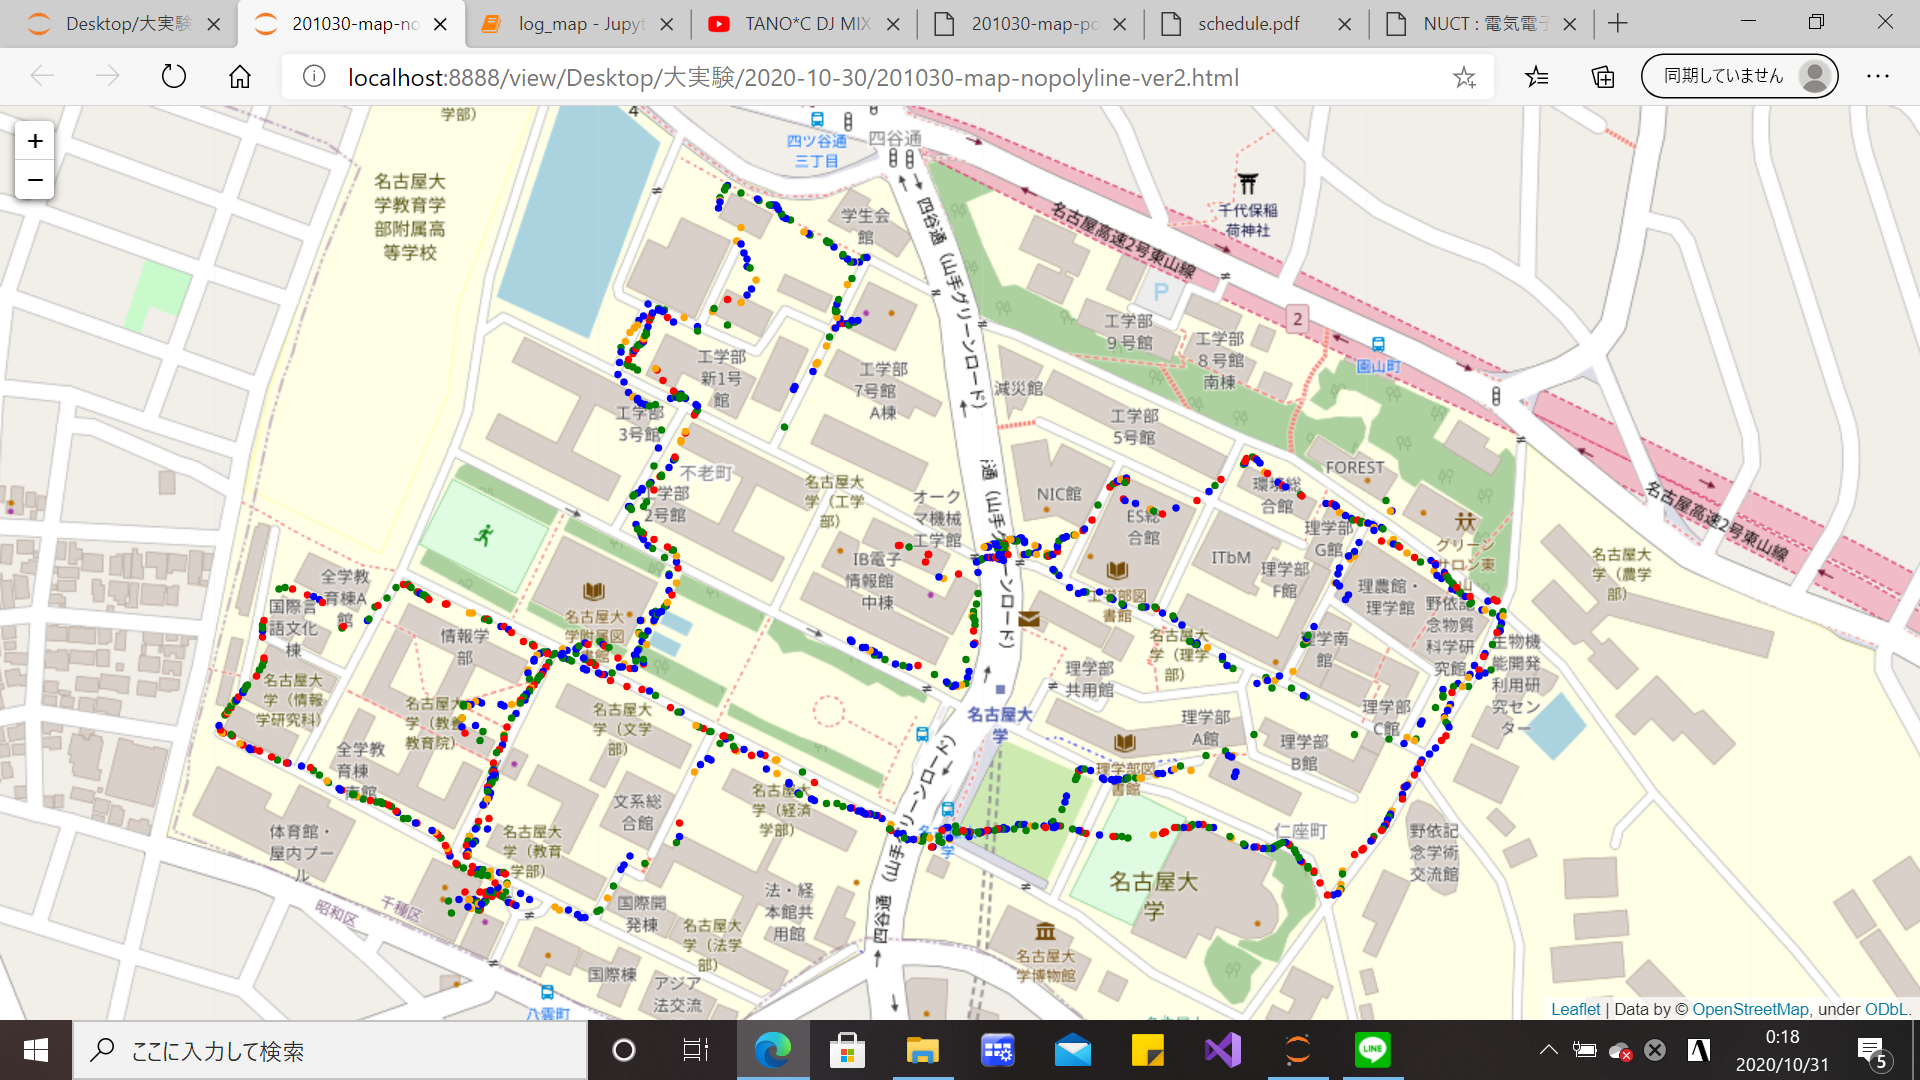 Desktop/大実験
201030-map-no
log_map - Jupyt
TANO*C DJ MIX
201030-map-po
schedule.pdf
NUCT : 電気電子
localhost:8888/view/Desktop/大実験/2020-10-30/201030-map-nopolyline-ver2.html
同期していません
+
−
学部)
4
四ツ谷通
三丁目
四谷通
名古屋大
学教育学
部附属高
等学校
学生会
館
四谷通 (山手グリーンロード)
千代保稲
荷神社
名古屋高速2号東山線
P
2
園山町
工学部
9号館
工学部
8号館
南棟
工学部
新1号
館
工学部
7号館
A棟
減災館
工学部
3号館
工学部
5号館
不老町
工学部
2号館
名古屋大
学 (工学
部)
オーク
マ機械
工学館
NIC館
FOREST
環境総
合館
ES総
合館
理学部
G館
グリーン
サロン東
山
名古屋高速2号東山線
名古屋大
学 (農学
部)
IB電子
情報館
中棟
ITbM
理学部
F館
理農館・
理学館
全学教
育棟A
館
国際言
語文化
棟
名古屋大
学附属図
書館
工学部図
書館
野依記
念物質
科学研
究館
情報学
部
名古屋大
学 (理学
部)
理学南
館
生物機
能開発
利用研
究セン
ター
名古屋大
学 (情報
学研究科)
理学部
共用館
名古屋大
学 (教養
教育院)
名古屋大
学 (文学
部)
名古屋大
学
理学部
A館
理学部
C館
全学教
育棟
南館
理学部
B館
理学部図
書館
文系総
合館
名古屋大
学 (経済
学部)
体育館・
屋内プー
ル
名古屋大
学 (教育
学部)
仁座町
野依記
念学術
交流館
名古屋大
学
昭和区
千種区
国際開
発棟
法・経
本館共
用館
四谷通 (山手グリーンロード)
名古屋大
学 (法学
部)
名古屋大
学博物館
国際棟
アジア
法交流
八雲町
Leaflet | Data by © OpenStreetMap, under ODbL.
ここに入力して検索
LINE
A
0:18
2020/10/31
5